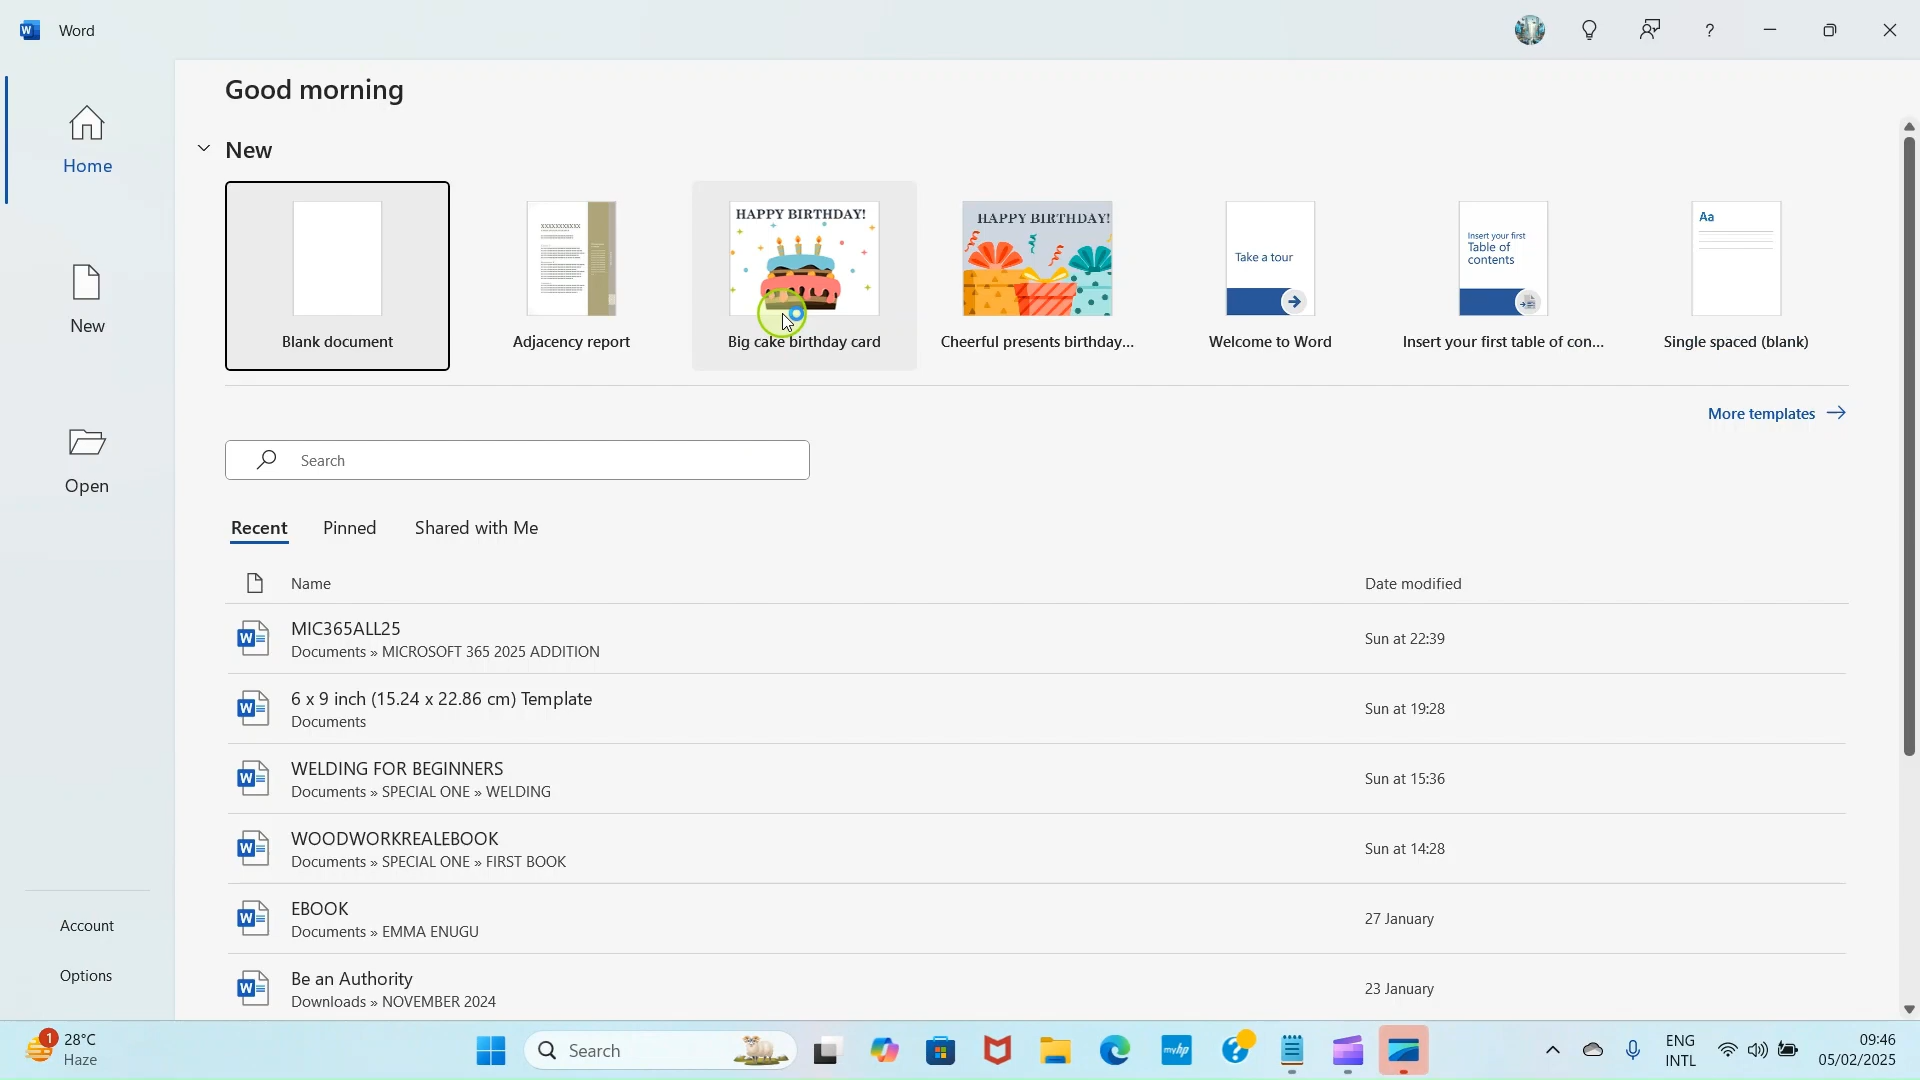 Word
Good morning
New
HAPPY BIRTHDAY!
HAPPY BIRTHDAY!
Take a tour
Insert your first
Table of
contents
Aa
XXXXXXXXXXX
Blank document
Adjacency report
Big cake birthday card
Cheerful presents birthday...
Welcome to Word
Insert your first table of con...
Single spaced (blank)
More templates
Search
Home
New
Open
Account
Options
Recent
Pinned
Shared with Me
Name
Date modified
MIC365ALL25
Documents » MICROSOFT 365 2025 ADDITION
Sun at 22:39
6 x 9 inch (15.24 x 22.86 cm) Template
Documents
Sun at 19:28
WELDING FOR BEGINNERS
Documents » SPECIAL ONE » WELDING
Sun at 15:36
WOODWORKREALEBOOK
Documents » SPECIAL ONE » FIRST BOOK
Sun at 14:28
EBOOK
Documents » EMMA ENUGU
27 January
Be an Authority
Downloads » NOVEMBER 2024
23 January
1
28°C
Haze
Search
myhp
ENG
INTL
09:46
05/02/2025